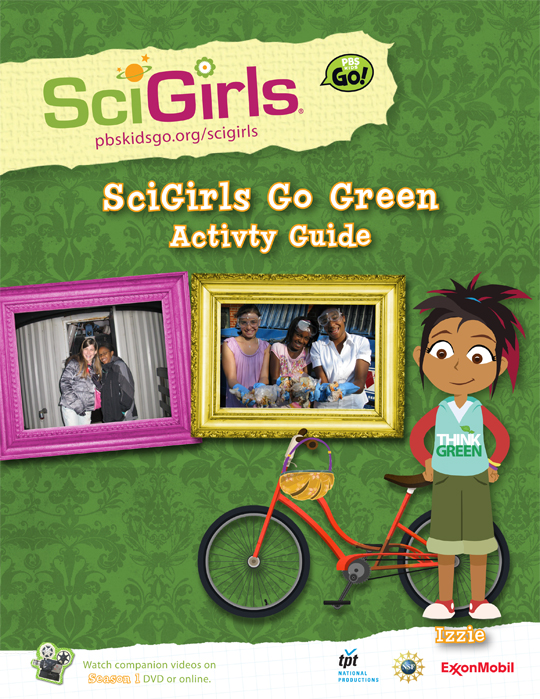 SciGirls®
PBS
KIDS
GO!
pbskidsgo.org/scigirls
SciGirls Go Green
Activty Guide
THINK
GREEN
Izzie
Watch companion videos on
Season 1 DVD or online.
tpt
NATIONAL
PRODUCTIONS
NSF
ExxonMobil